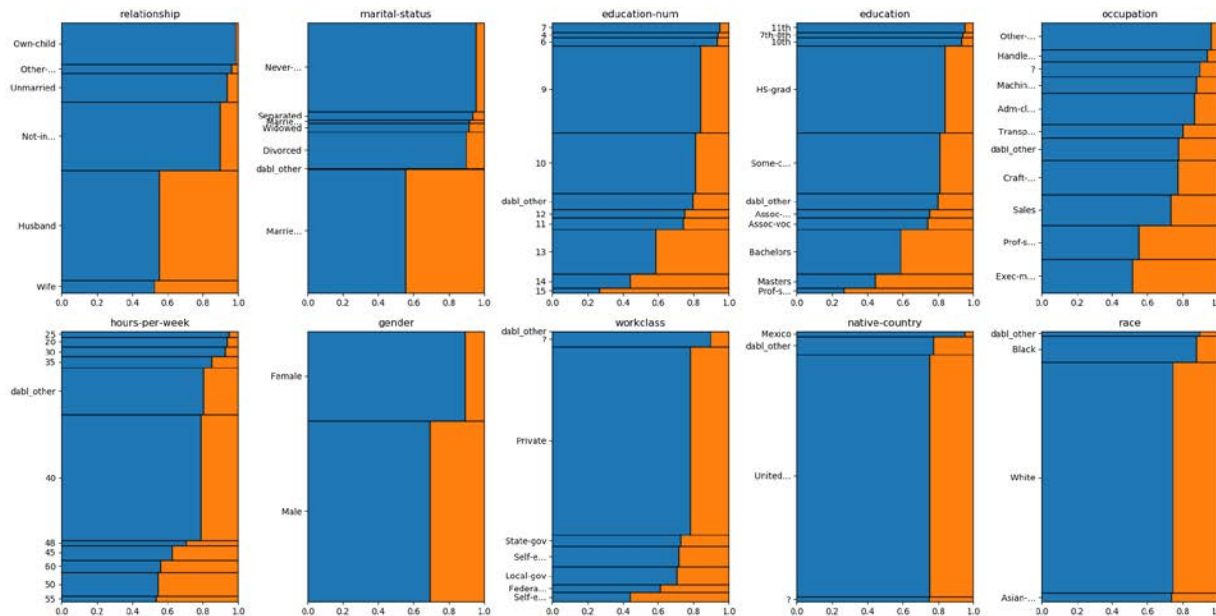 relationship
Own-child
Other-...
Unmarried
Not-in...
Husband
Wife
0.0 0.2 0.4 0.6 0.8 1.0
marital-status
Never-...
Separated
Marrie...
Widowed
Divorced
dabl_other
Marrie...
0.0 0.2 0.4 0.6 0.8 1.0
education-num
7
4
6
9
10
dabl_other
12
11
13
14
15
0.0 0.2 0.4 0.6 0.8 1.0
education
11th
7th-8th
10th
HS-grad
Some-c...
dabl_other
Assoc-...
Assoc-voc
Bachelors
Masters
Prof-s...
0.0 0.2 0.4 0.6 0.8 1.0
occupation
Other-...
Handle...
?
Machin...
Adm-cl...
Transp...
dabl_other
Craft-...
Sales
Prof-s...
Exec-m...
0.0 0.2 0.4 0.6 0.8 1.0
hours-per-week
25
20
30
35
dabl_other
40
48
45
60
50
55
0.0 0.2 0.4 0.6 0.8 1.0
gender
Female
Male
0.0 0.2 0.4 0.6 0.8 1.0
workclass
dabl_other
?
Private
State-gov
Self-e...
Local-gov
Federa...
Self-e...
0.0 0.2 0.4 0.6 0.8 1.0
native-country
Mexico
dabl_other
United...
?
0.0 0.2 0.4 0.6 0.8 1.0
race
dabl_other
Black
White
Asian-...
0.0 0.2 0.4 0.6 0.8 1.0